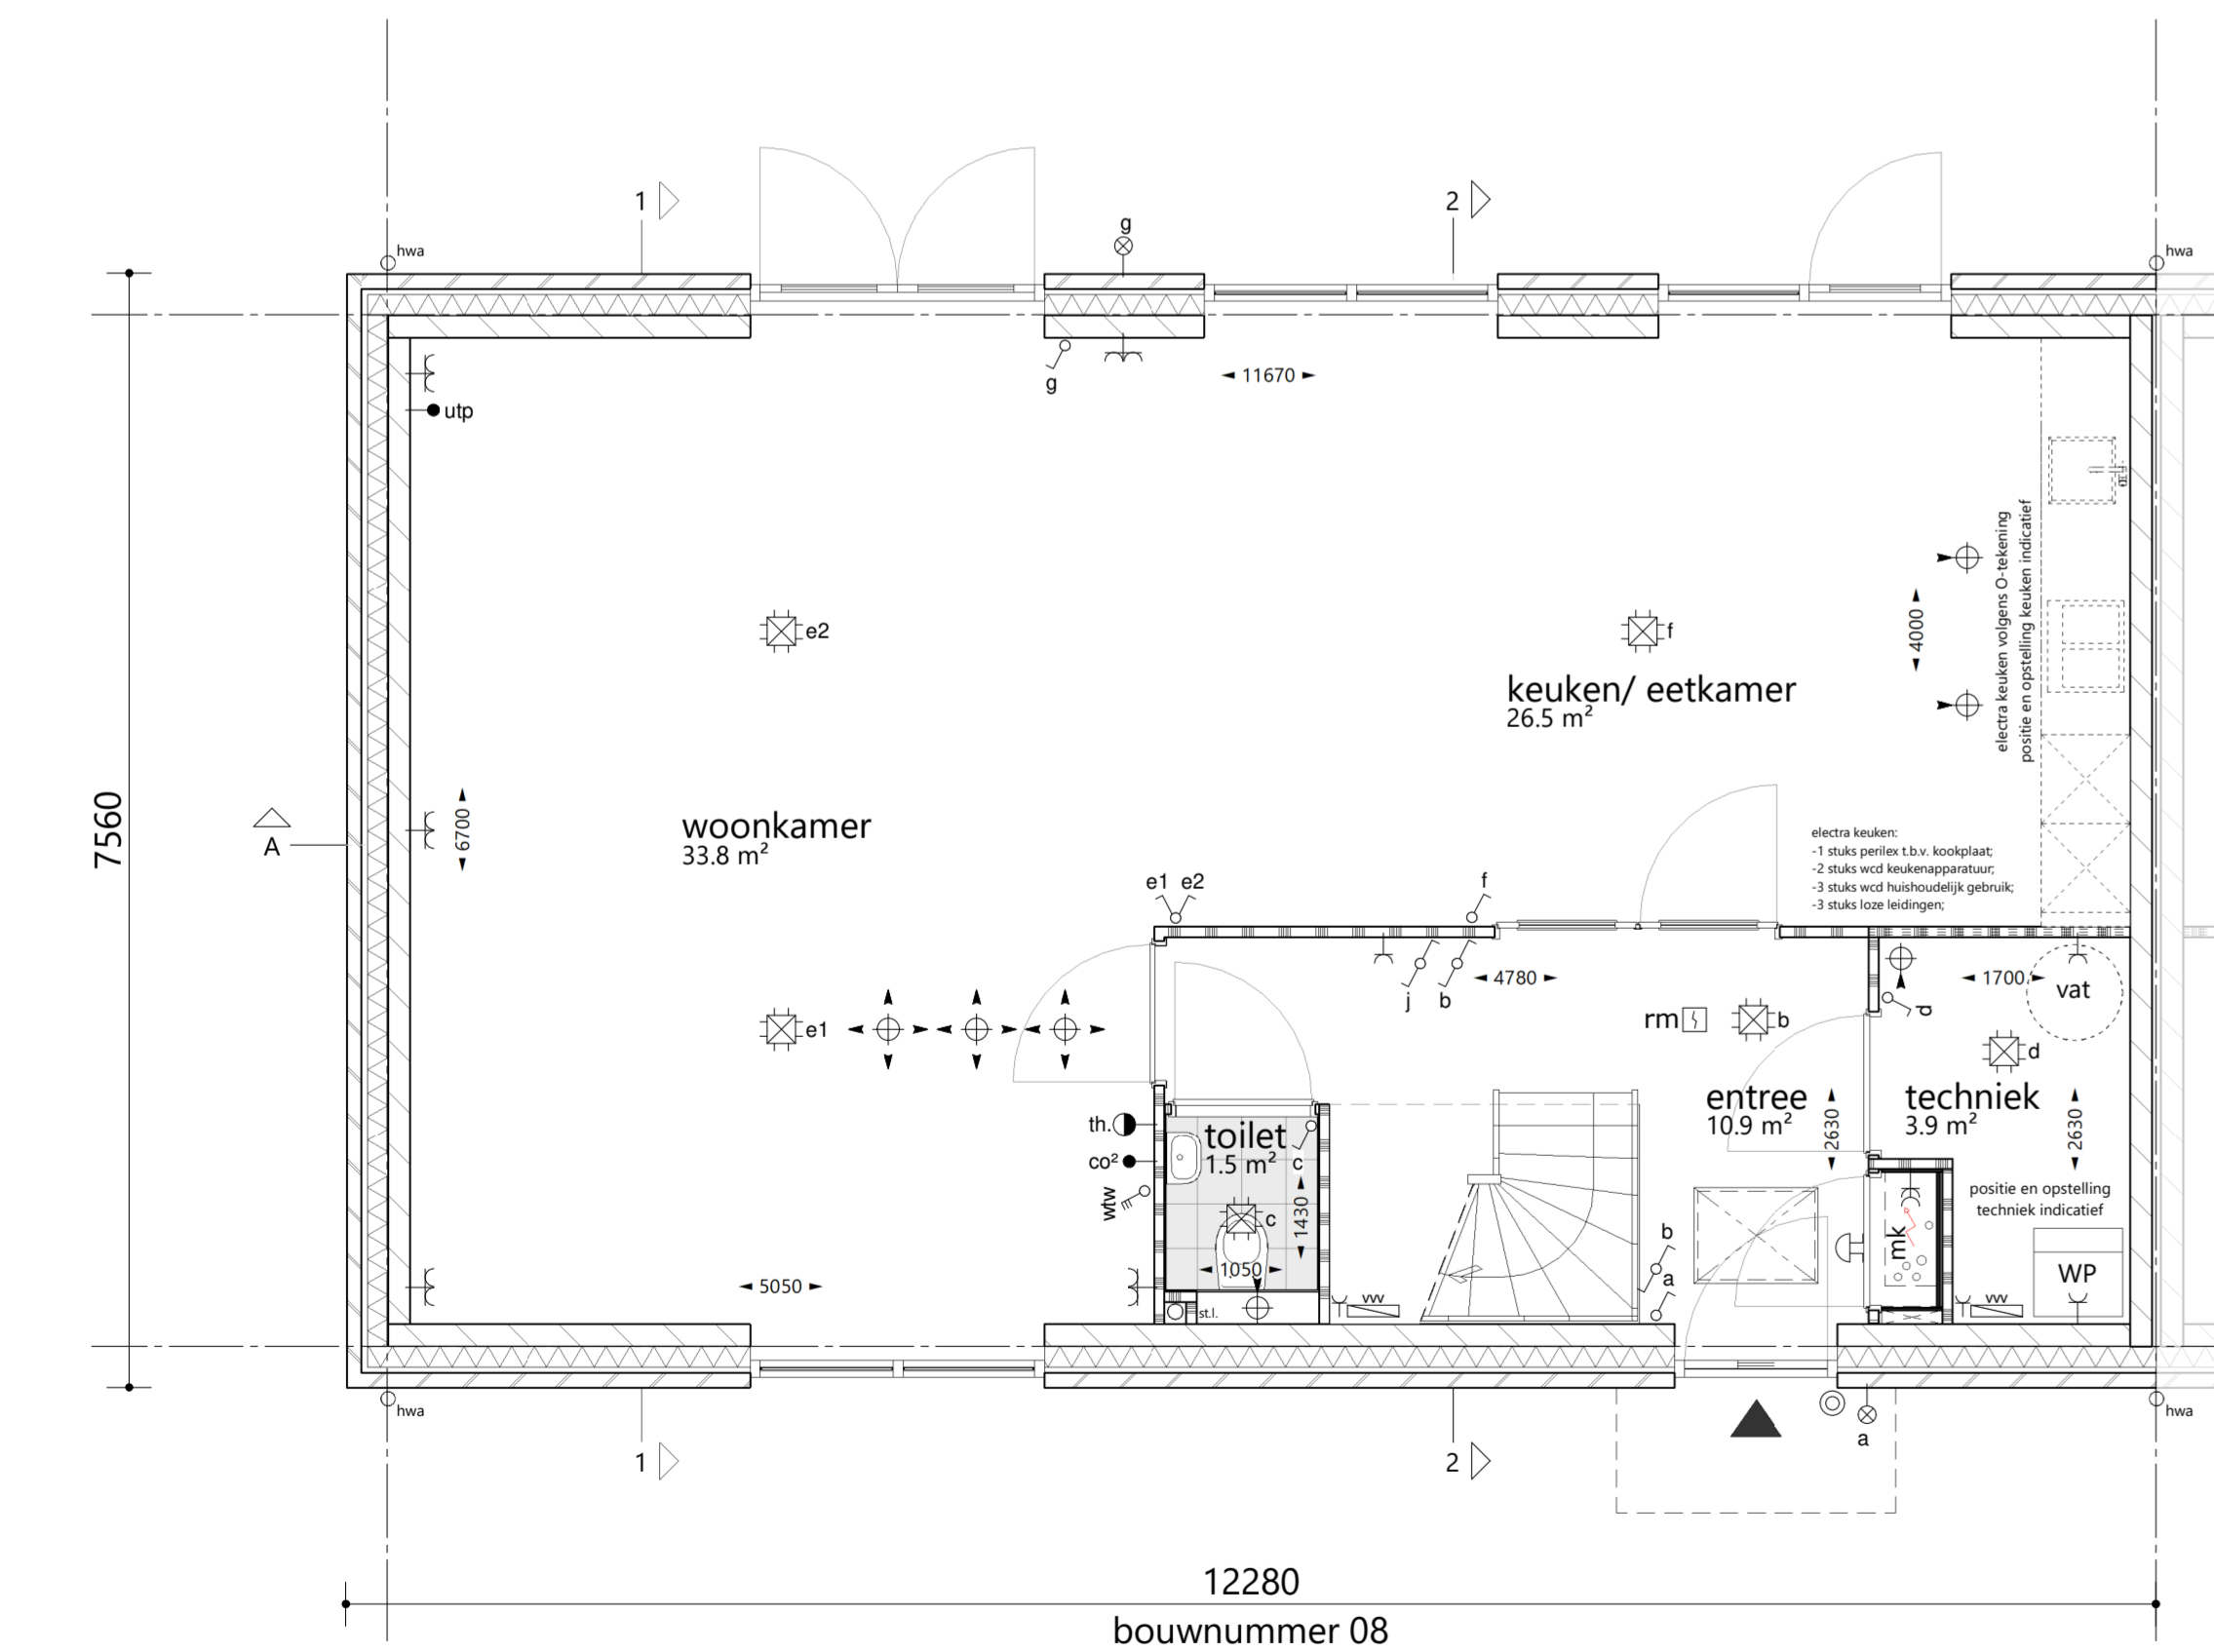 1
2
g
hwa
hwa
g
11670
utp
electra keuken volgens O-tekening
positie en opstelling keuken indicatief
4000
e2
f
keuken/ eetkamer
26.5 m²
7560
A
6700
woonkamer
33.8 m²
electra keuken:
-1 stuks perilex t.b.v. kookplaat;
-2 stuks wcd keukenapparatuur;
-3 stuks wcd huishoudelijk gebruik;
-3 stuks loze leidingen;
e1 e2
f
j
b
4780
1700
vat
d
e1
rm
b
d
entree
10.9 m²
2630
techniek
3.9 m²
2630
th.
co²
wtw
toilet
1.5 m²
c
c
1430
1050
st.l.
positie en opstelling
techniek indicatief
mk
WP
b
a
5050
vvv
vvv
hwa
hwa
a
1
2
12280
bouwnummer 08